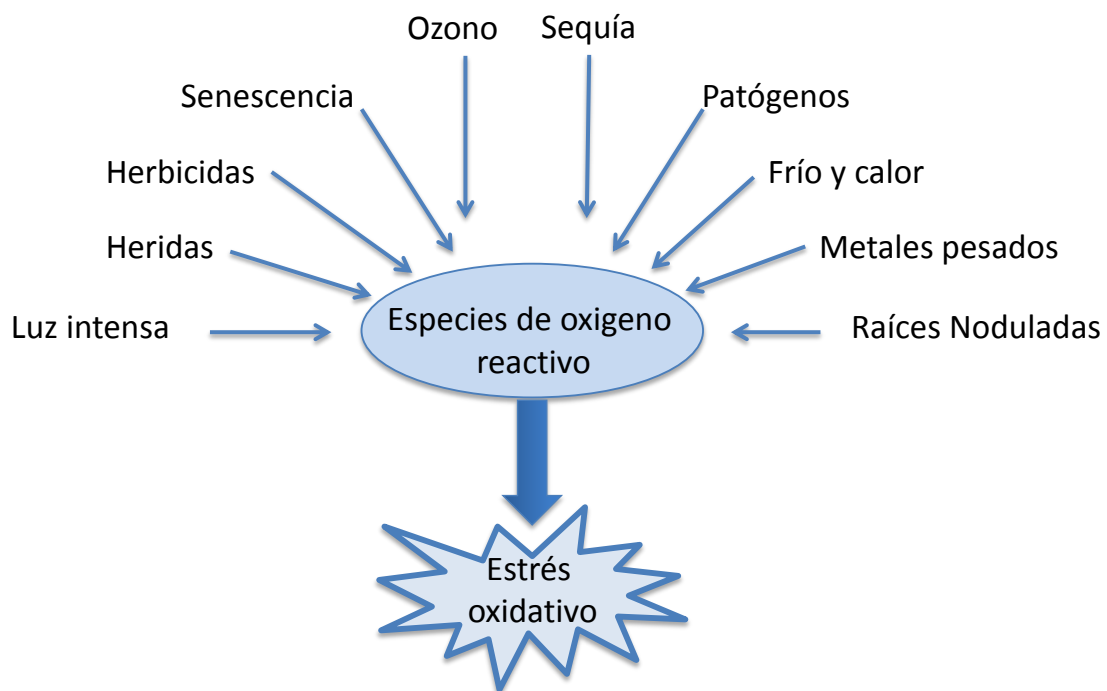 Ozono
Sequía
Senescencia
Patógenos
Herbicidas
Frío y calor
Heridas
Metales pesados
Luz intensa
Especies de oxigeno
reactivo
Raíces Noduladas
Estrés
oxidativo